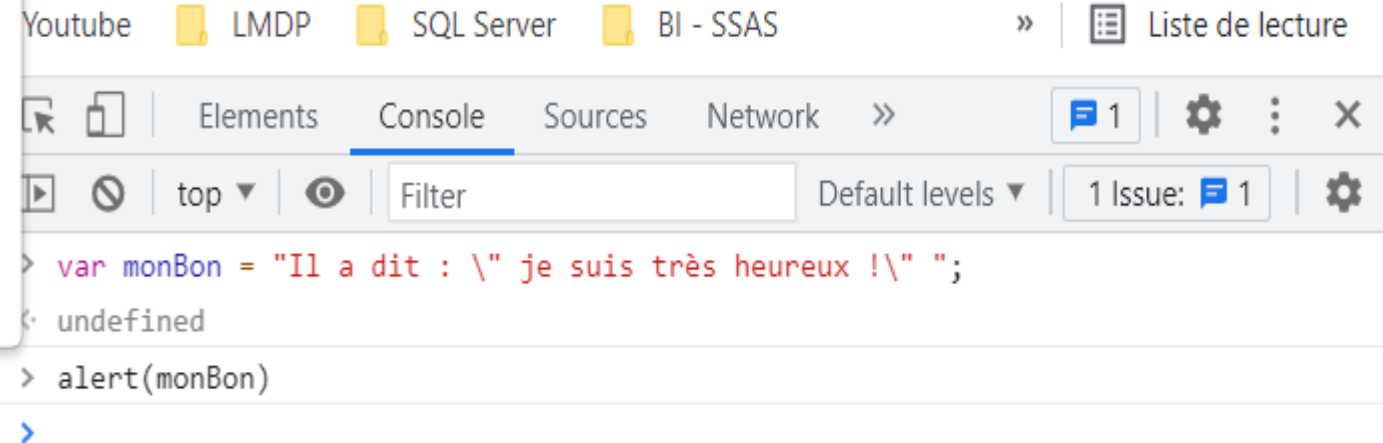 Youtube LMDP SQL Server BI - SSAS » Liste de lecture
Elements Console Sources Network » 1
top ▼ Filter Default levels ▼ 1 Issue: 1
> var monBon = "Il a dit : \" je suis très heureux !\" ";
undefined
> alert(monBon)
>